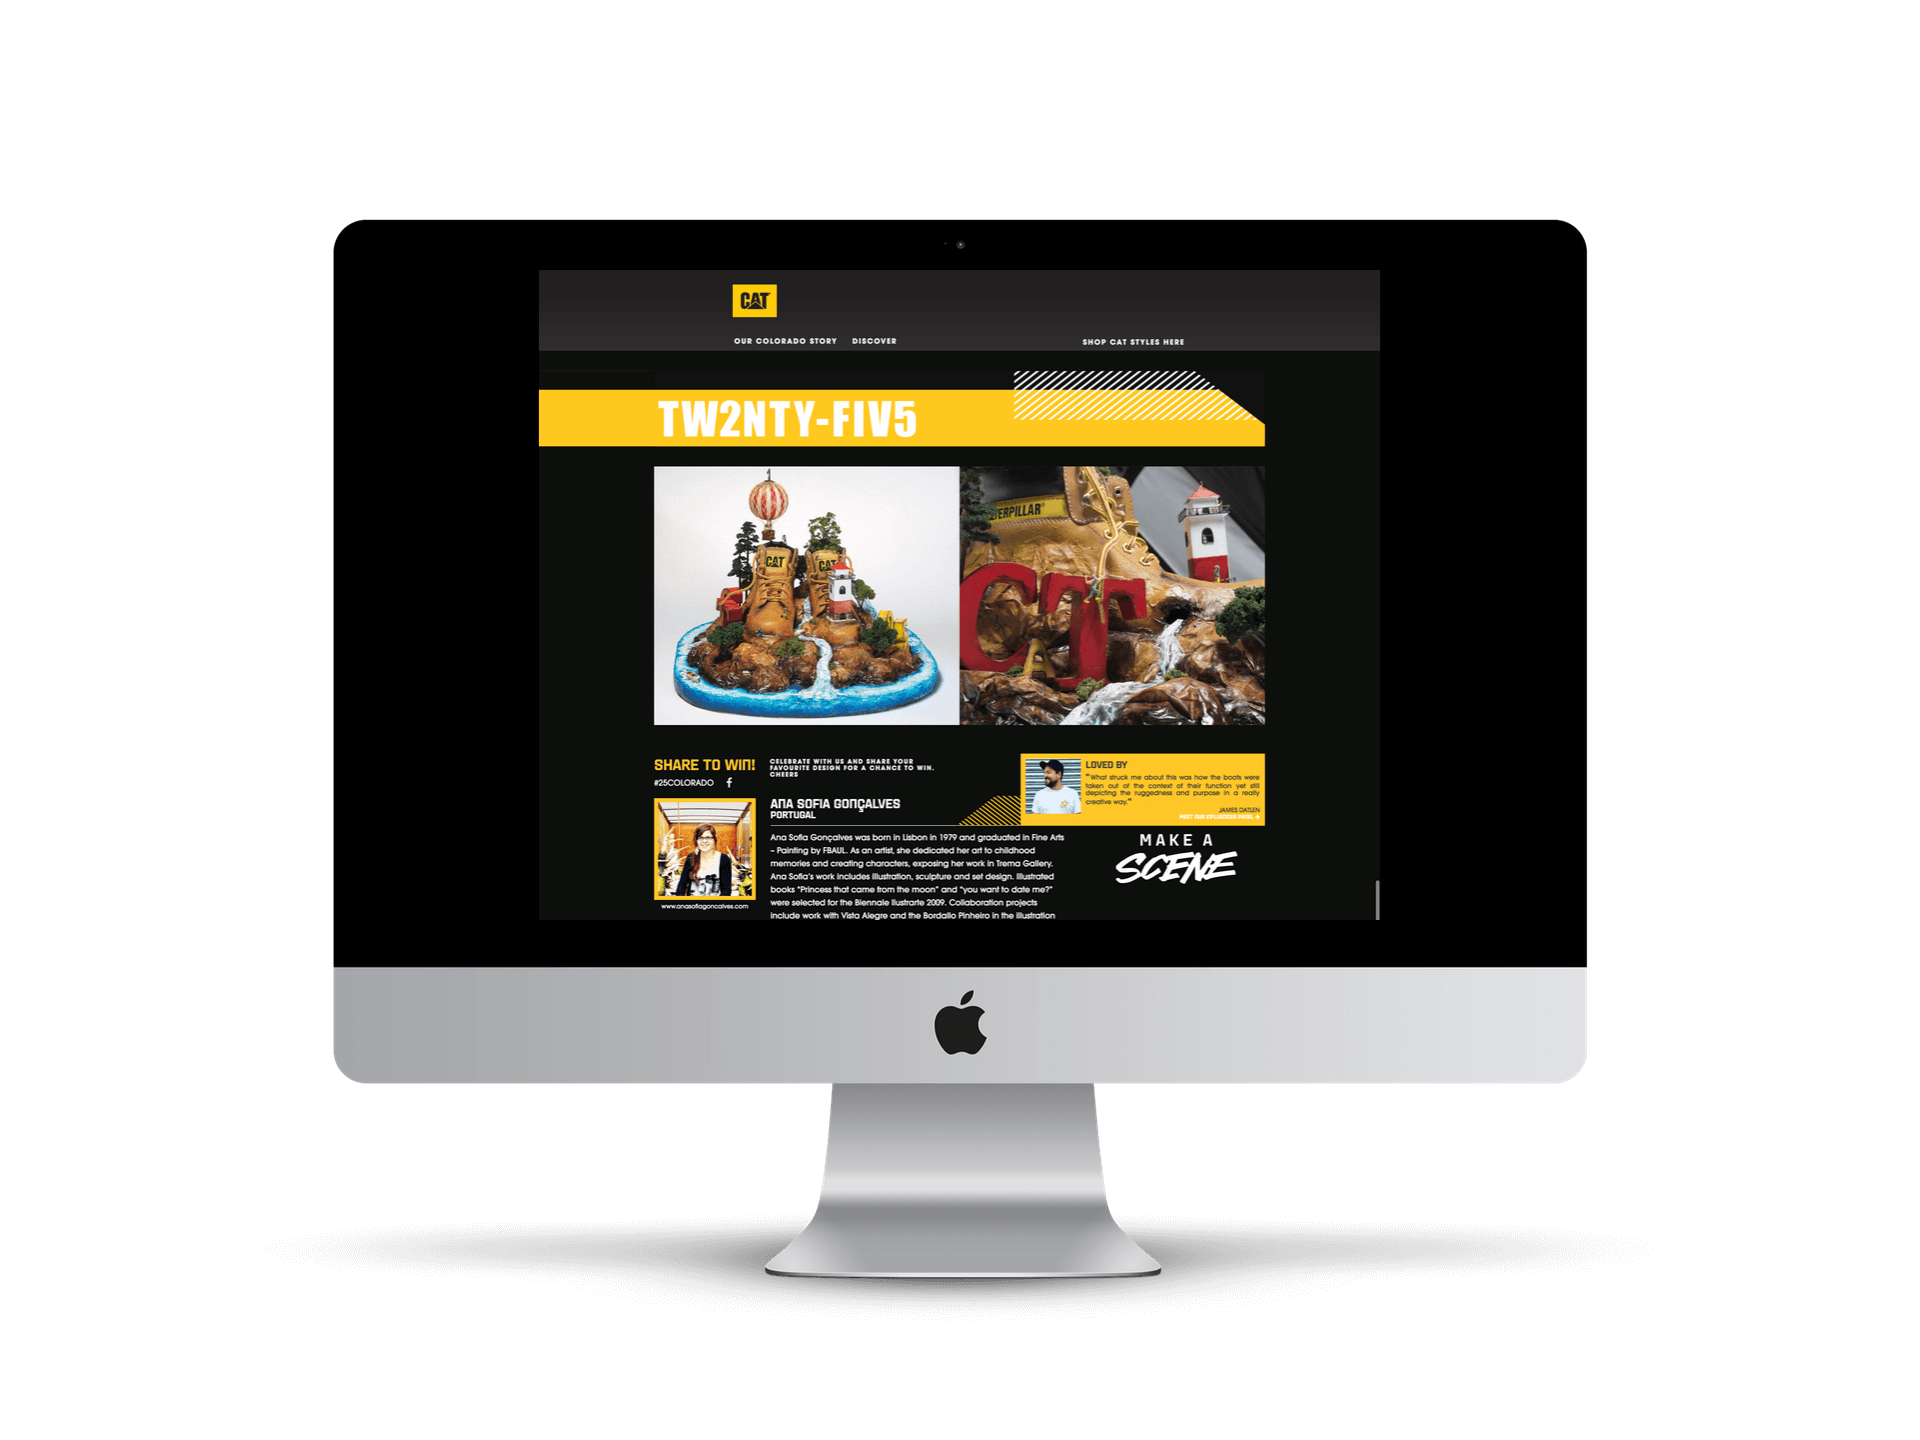 CAT
OUR COLORADO STORY DISCOVER
SHOP CAT STYLES HERE
TW2NTY-FIV5
CAT
CAT
TERPILLAR
CAT
SHARE TO WIN!
#25COLORADO f
CELEBRATE WITH US AND SHARE YOUR
FAVOURITE DESIGN FOR A CHANCE TO WIN.
CHEERS
LOVED BY
"What struck me about this was how the boots were
taken out of the context of their function yet still
depicting the ruggedness and purpose in a really
creative way."
JAMES DATLEN
MEET OUR INFLUENCER PANEL
ANA SOFIA GONÇALVES
PORTUGAL
Ana Sofia Gonçalves was born in Lisbon in 1979 and graduated in Fine Arts
– Painting by FBAUL. As an artist, she dedicated her art to childhood
memories and creating characters, exposing her work in Trema Gallery.
Ana Sofia's work includes illustration, sculpture and set design. Illustrated
books "Princess that came from the moon" and "you want to date me?"
were selected for the Biennale Ilustrarte 2009. Collaboration projects
include work with Vista Alegre and the Bordallo Pinheiro in the illustration
www.anasofiagoncalves.com
MAKE A
SCENE